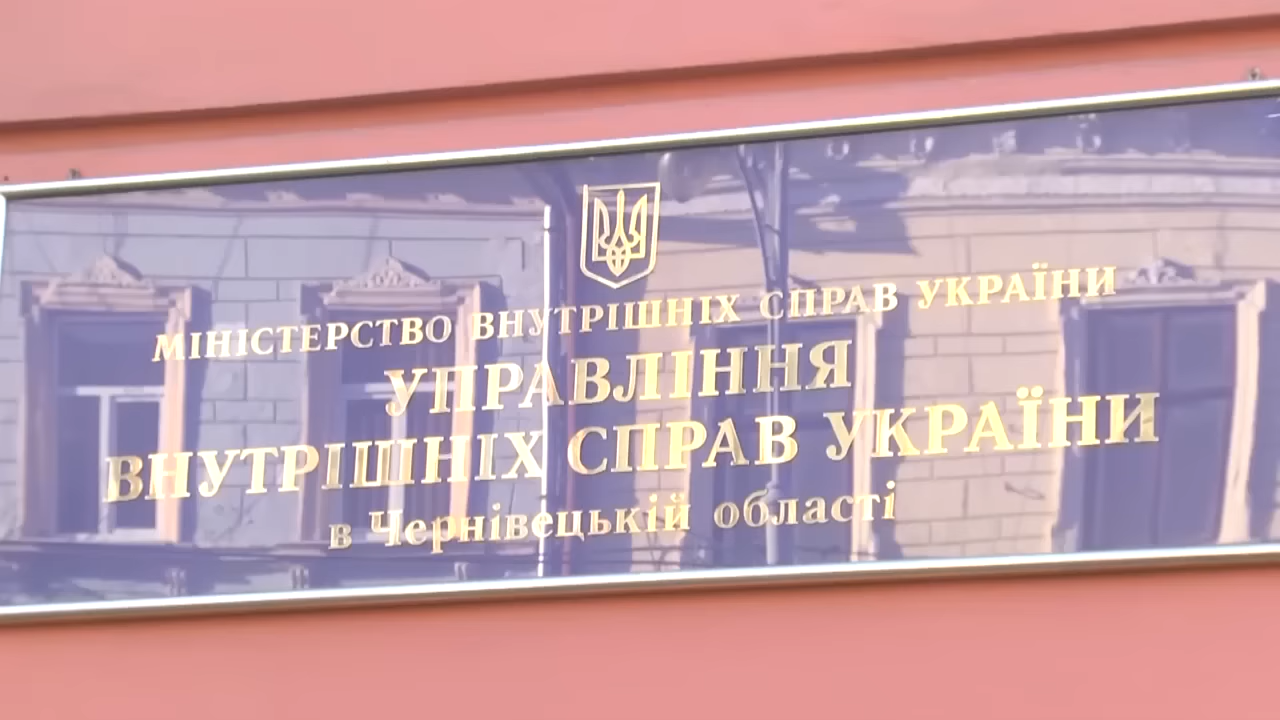 МІНІСТЕРСТВО ВНУТРІШНІХ СПРАВ УКРАЇНИ
УПРАВЛІННЯ
ВНУТРІШНІХ СПРАВ УКРАЇНИ
в Чернівецькій області